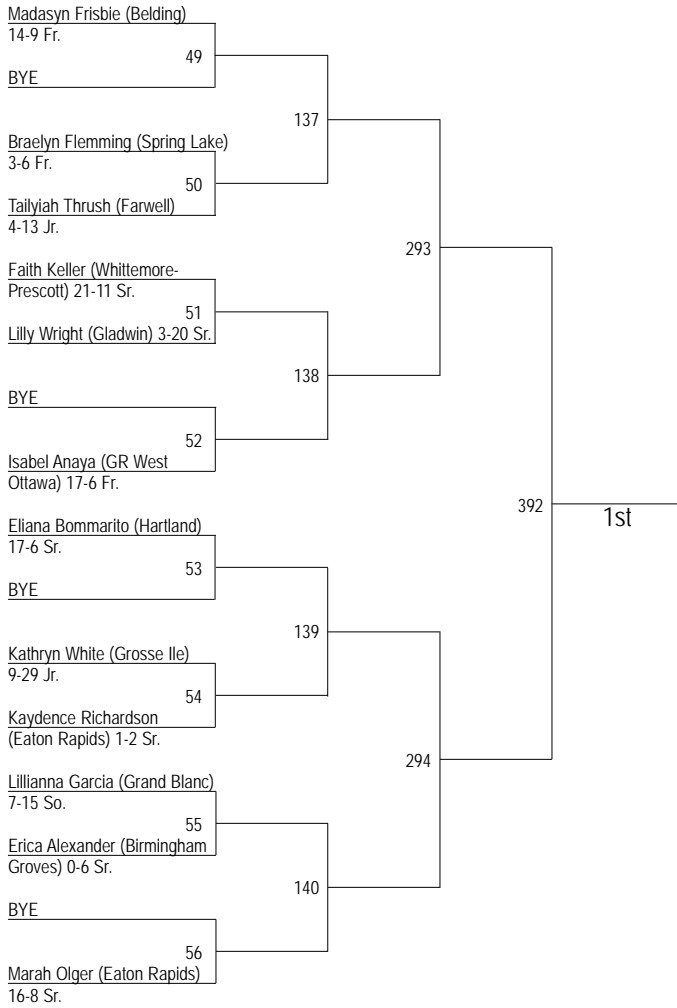 Madasyn Frisbie (Belding)
14-9 Fr.
49
BYE
137
Braelyn Flemming (Spring Lake)
3-6 Fr.
50
Tailyiah Thrush (Farwell)
4-13 Jr.
293
Faith Keller (Whittemore-
Prescott) 21-11 Sr.
51
Lilly Wright (Gladwin) 3-20 Sr.
138
BYE
52
Isabel Anaya (GR West
Ottawa) 17-6 Fr.
392
1st
Eliana Bommarito (Hartland)
17-6 Sr.
53
BYE
139
Kathryn White (Grosse Ile)
9-29 Jr.
54
Kaydence Richardson
(Eaton Rapids) 1-2 Sr.
294
Lillianna Garcia (Grand Blanc)
7-15 So.
55
Erica Alexander (Birmingham
Groves) 0-6 Sr.
140
BYE
56
Marah Olger (Eaton Rapids)
16-8 Sr.